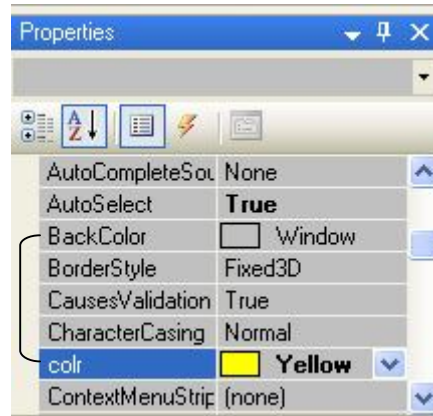 Properties
AutoCompleteSou None
AutoSelect True
BackColor Window
BorderStyle Fixed3D
CausesValidation True
CharacterCasing Normal
colr Yellow
ContextMenuStrip (none)